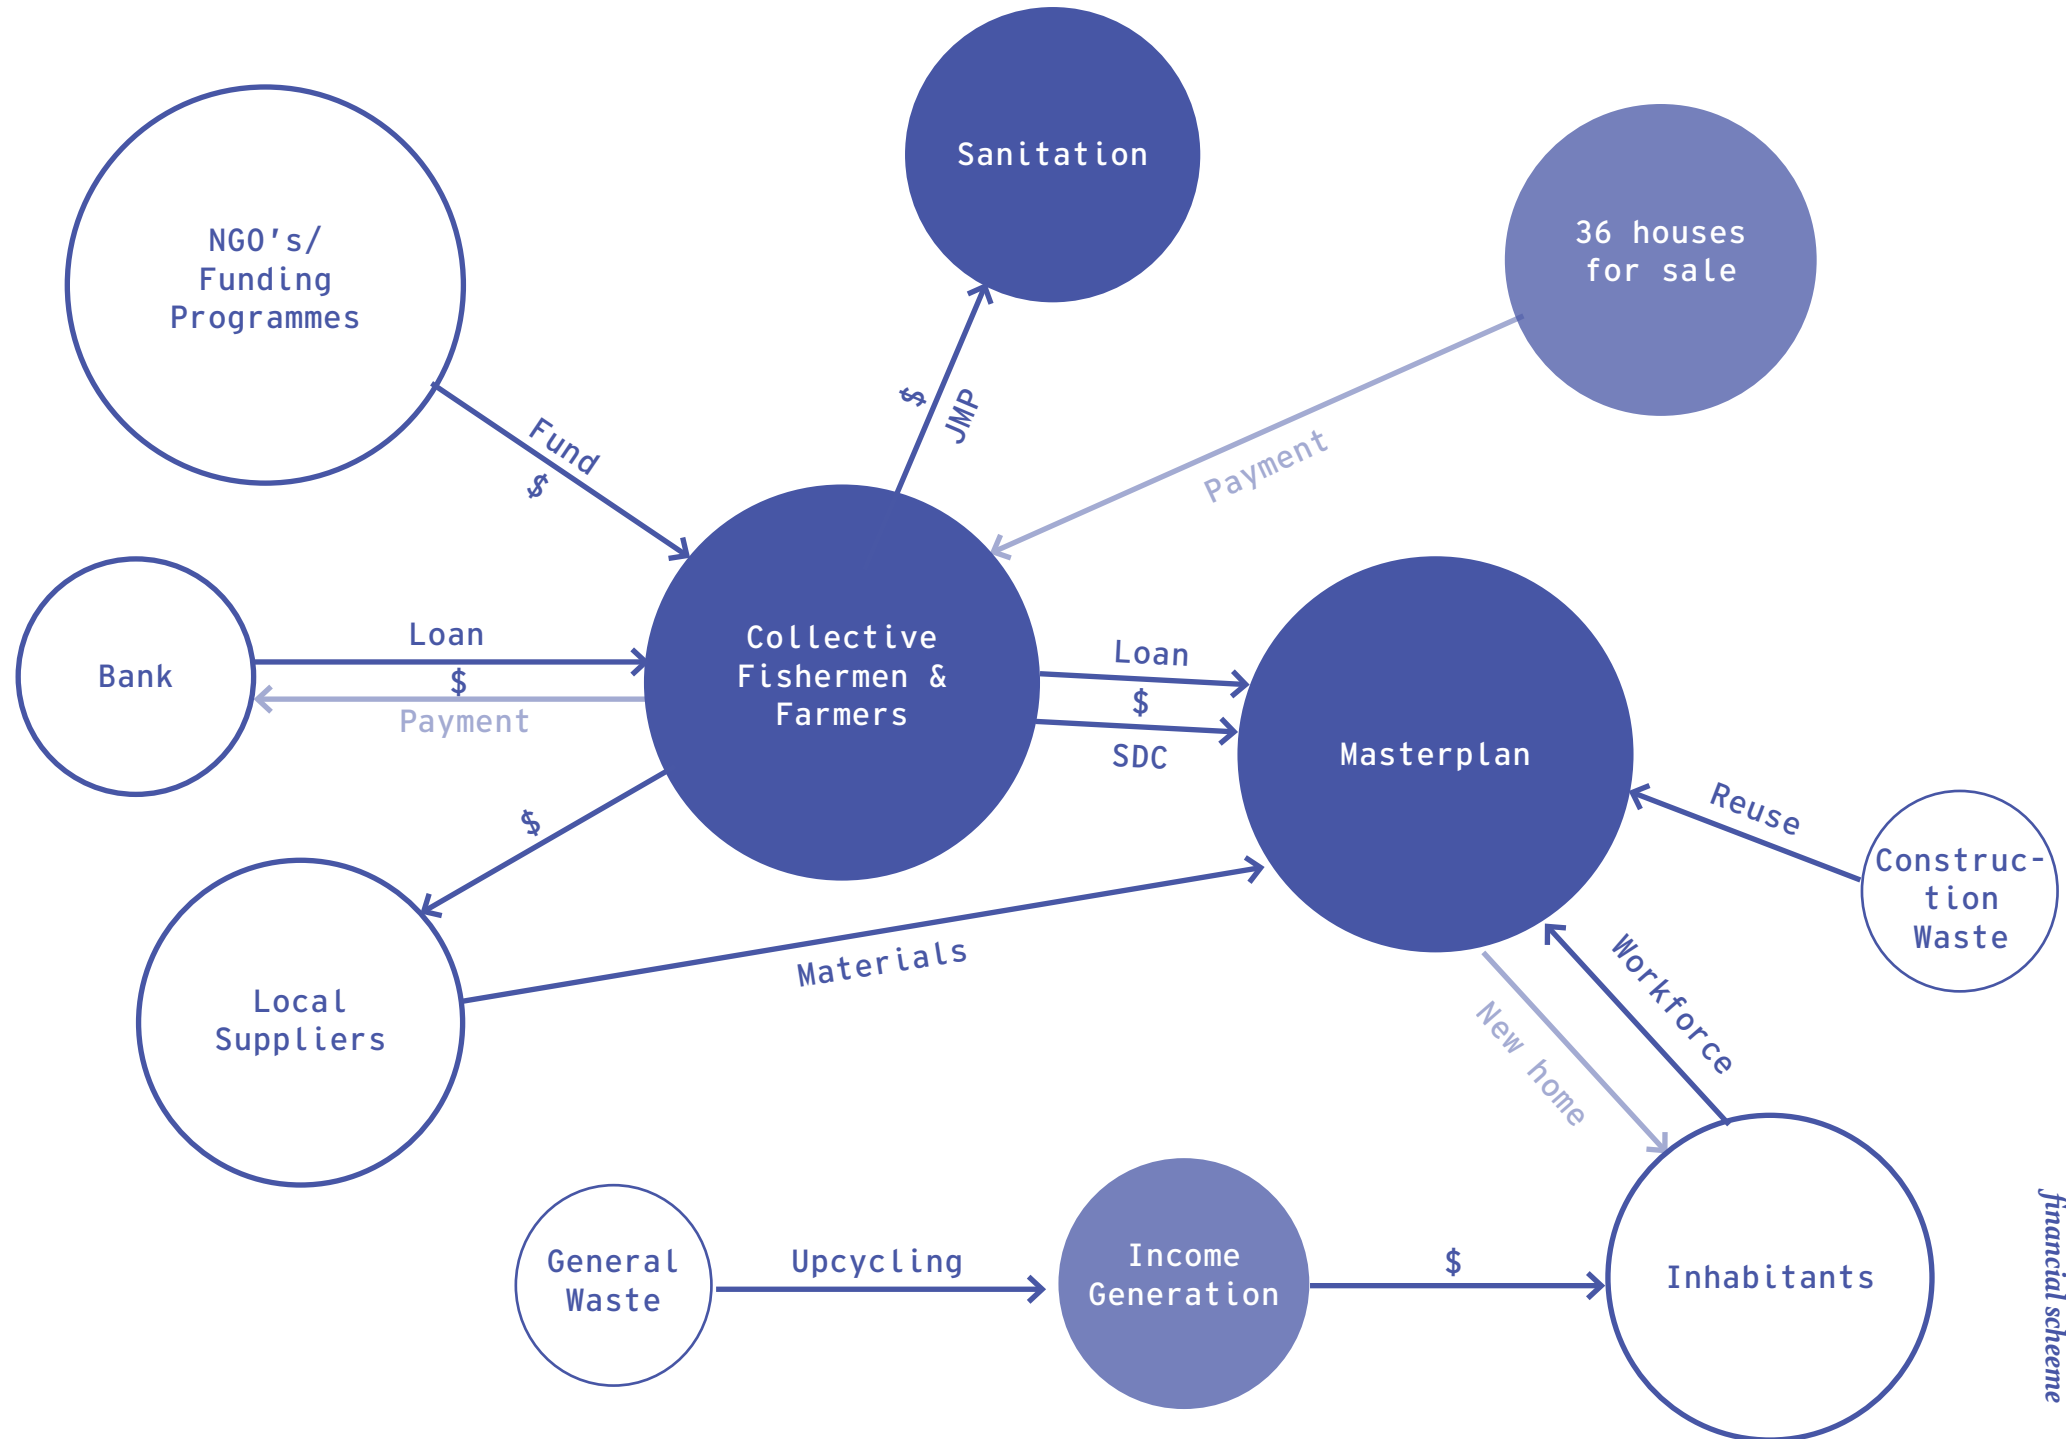 Sanitation
NGO's/
Funding
Programmes
36 houses
for sale
$
JMP
Fund
$
Payment
Loan
$
Payment
Bank
Collective
Fishermen &
Farmers
Loan
$
SDC
Masterplan
Reuse
Construc-
tion
Waste
$
Materials
Local
Suppliers
Workforce
New home
General
Waste
Upcycling
Income
Generation
$
Inhabitants
financial scheeme